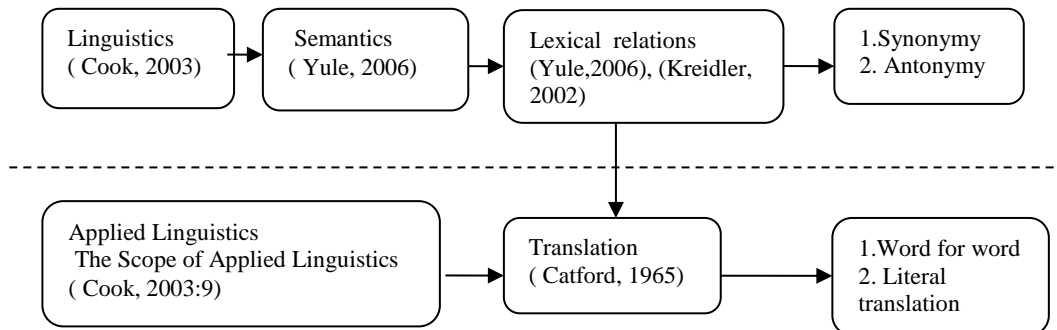 Linguistics
( Cook, 2003)
Semantics
( Yule, 2006)
Lexical relations
(Yule,2006), (Kreidler,
2002)
1.Synonymy
2. Antonymy
Applied Linguistics
The Scope of Applied Linguistics
( Cook, 2003:9)
Translation
( Catford, 1965)
1.Word for word
2. Literal
translation